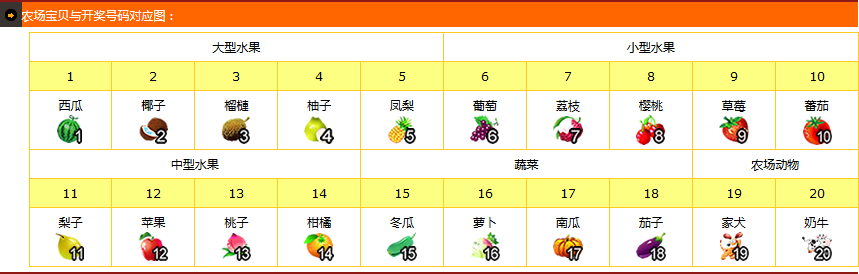 农场宝贝与开奖号码对应图：
大型水果 小型水果
1 2 3 4 5 6 7 8 9 10
西瓜 椰子 榴梿 柚子 凤梨 葡萄 荔枝 樱桃 草莓 蕃茄
1 2 3 4 5 6 7 8 9 10
中型水果 蔬菜 农场动物
11 12 13 14 15 16 17 18 19 20
梨子 苹果 桃子 柑橘 冬瓜 萝卜 南瓜 茄子 家犬 奶牛
11 12 13 14 15 16 17 18 19 20